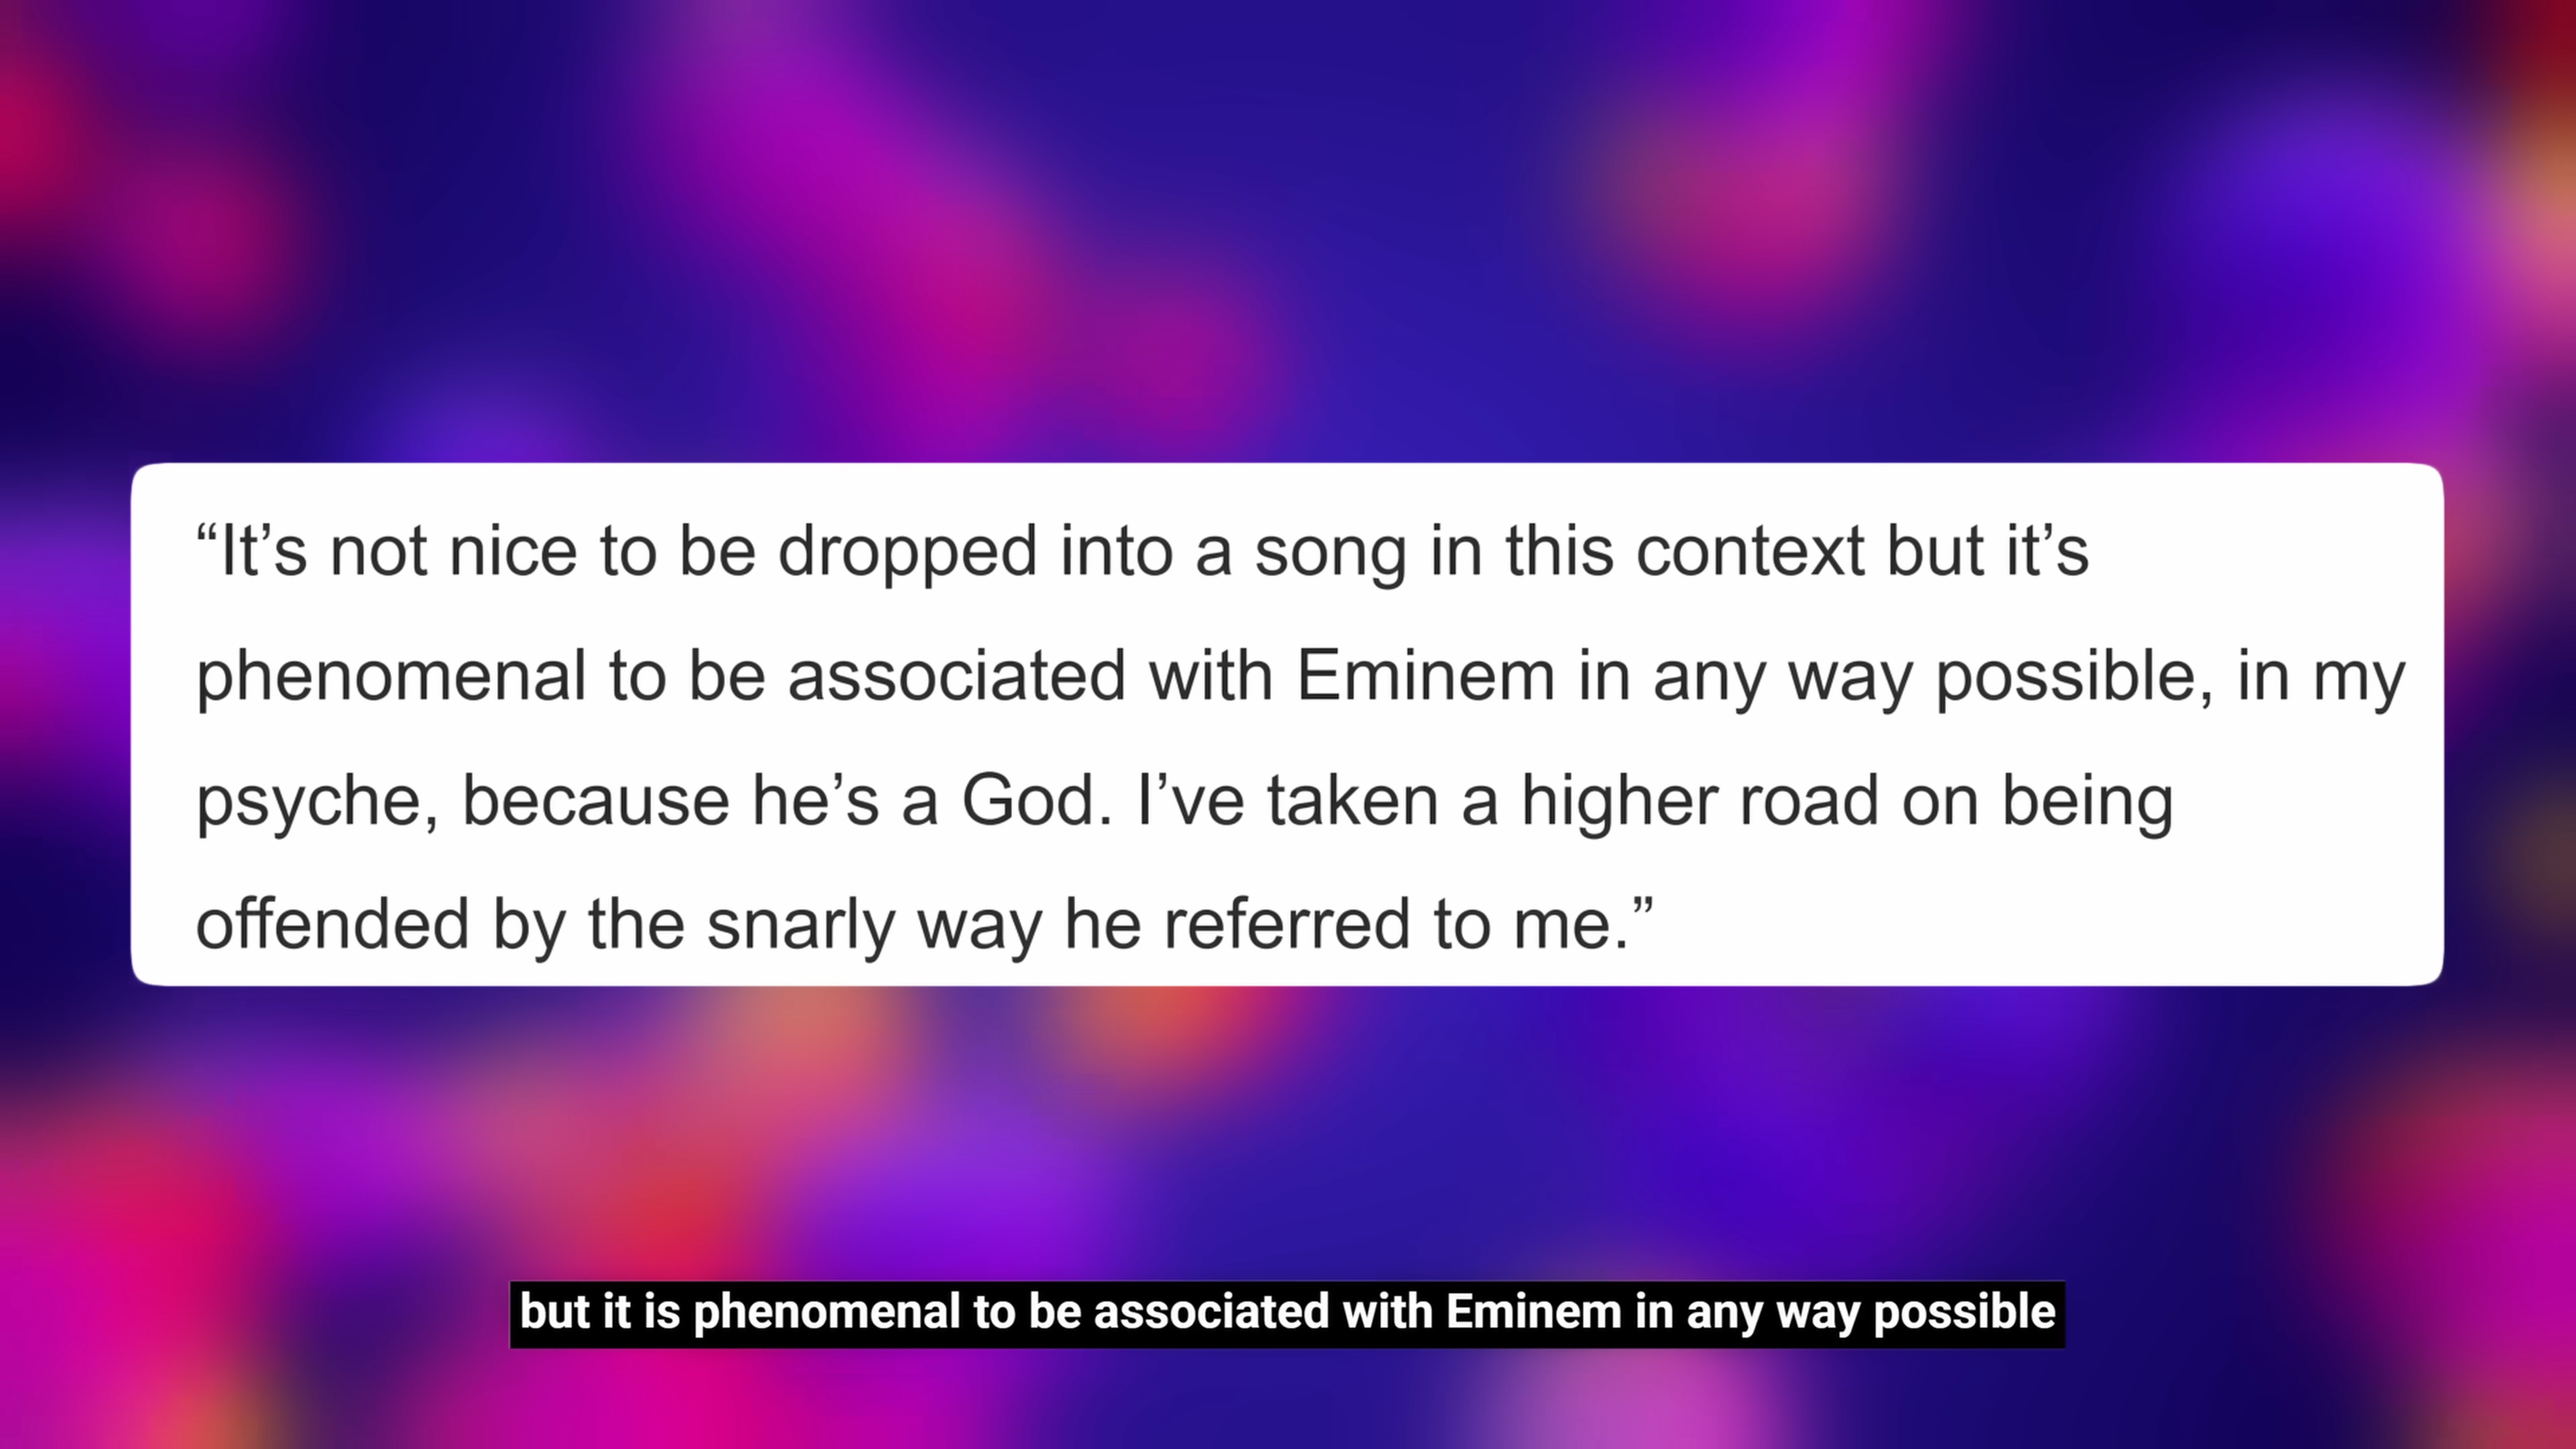 “It’s not nice to be dropped into a song in this context but it’s
phenomenal to be associated with Eminem in any way possible, in my
psyche, because he’s a God. I’ve taken a higher road on being
offended by the snarly way he referred to me.”
but it is phenomenal to be associated with Eminem in any way possible